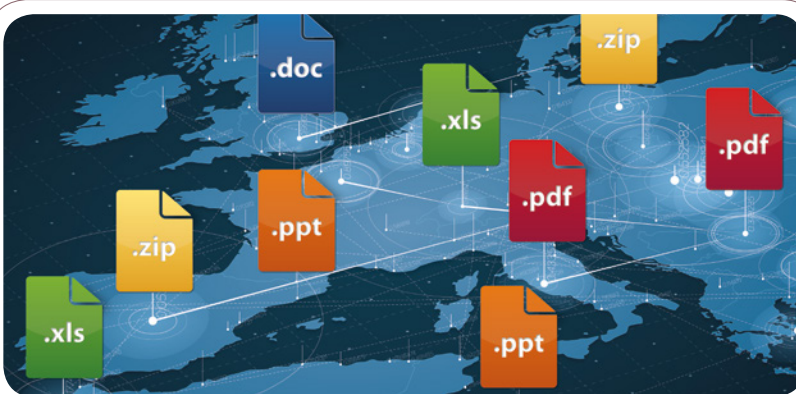 .zip
.doc
.xls
.pdf
.pdf
.ppt
.zip
.xls
.ppt